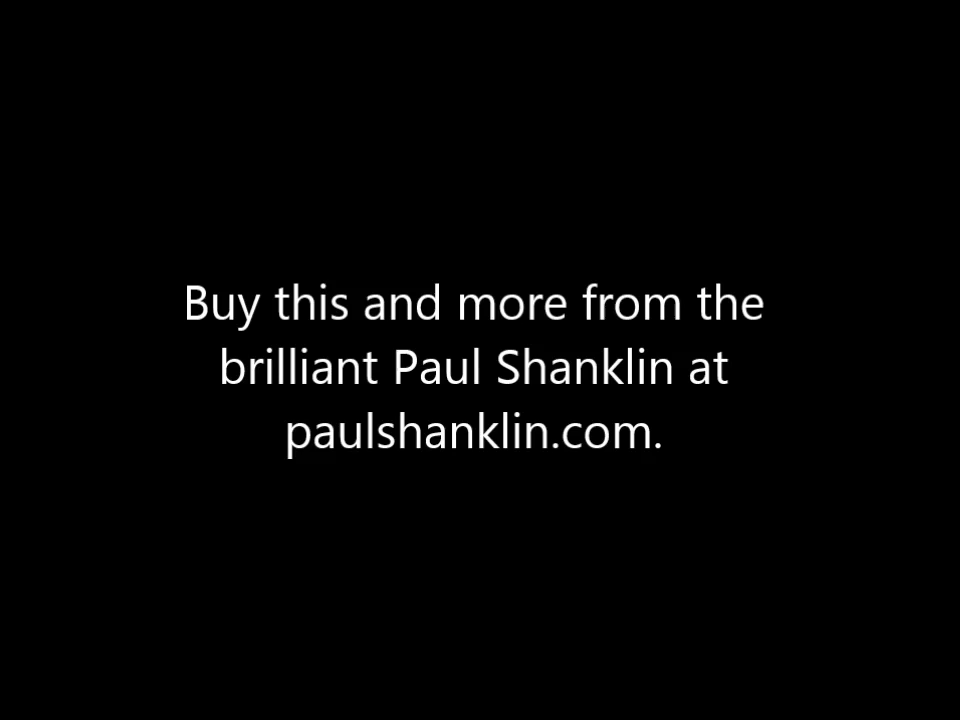 Buy this and more from the
brilliant Paul Shanklin at
paulshanklin.com.